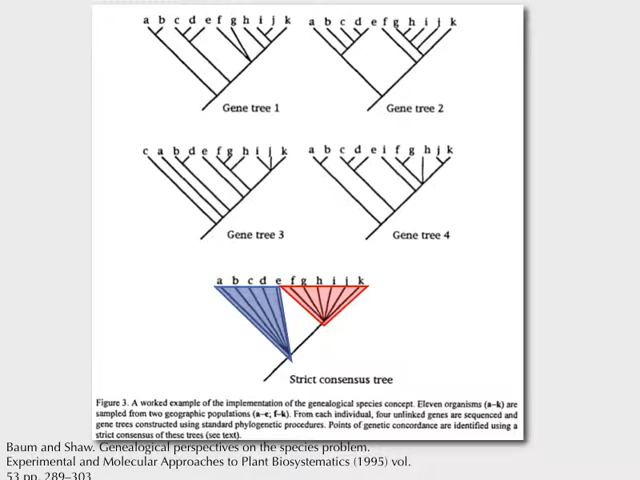 a b c d e f g h i j k
a b c d e f g h i j k
Gene tree 1
Gene tree 2
c a b d e f g h i j k
a b c d e i f g h j k
Gene tree 3
Gene tree 4
a b c d e f g h i j k
Strict consensus tree
Figure 3. A worked example of the implementation of the genealogical species concept. Eleven organisms (a–k) are
sampled from two geographic populations (a–e; f–k). From each individual, four unlinked genes are sequenced and
gene trees constructed using standard phylogenetic procedures. Points of genetic concordance are identified using a
strict consensus of these trees (see text).
Baum and Shaw. Genealogical perspectives on the species problem.
Experimental and Molecular Approaches to Plant Biosystematics (1995) vol.
53 pp. 289–303